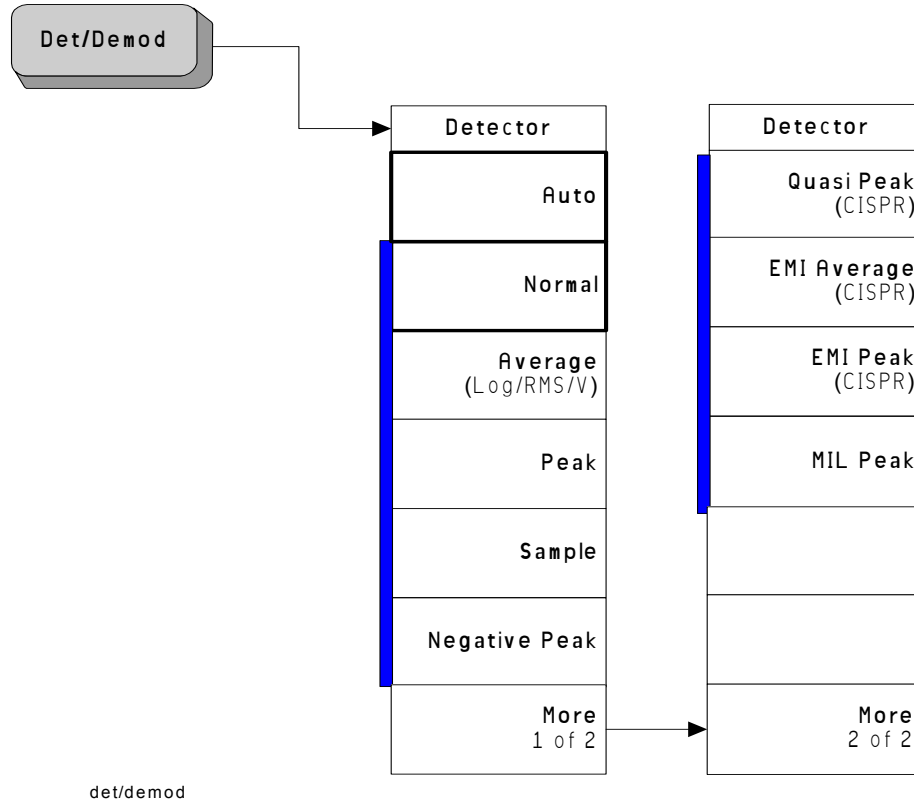 Det/Demod
Detector
Auto
Normal
Average
(Log/RMS/V)
Peak
Sample
Negative Peak
More
1 of 2
Detector
Quasi Peak
(CISPR)
EMI Average
(CISPR)
EMI Peak
(CISPR)
MIL Peak
More
2 of 2
det/demod